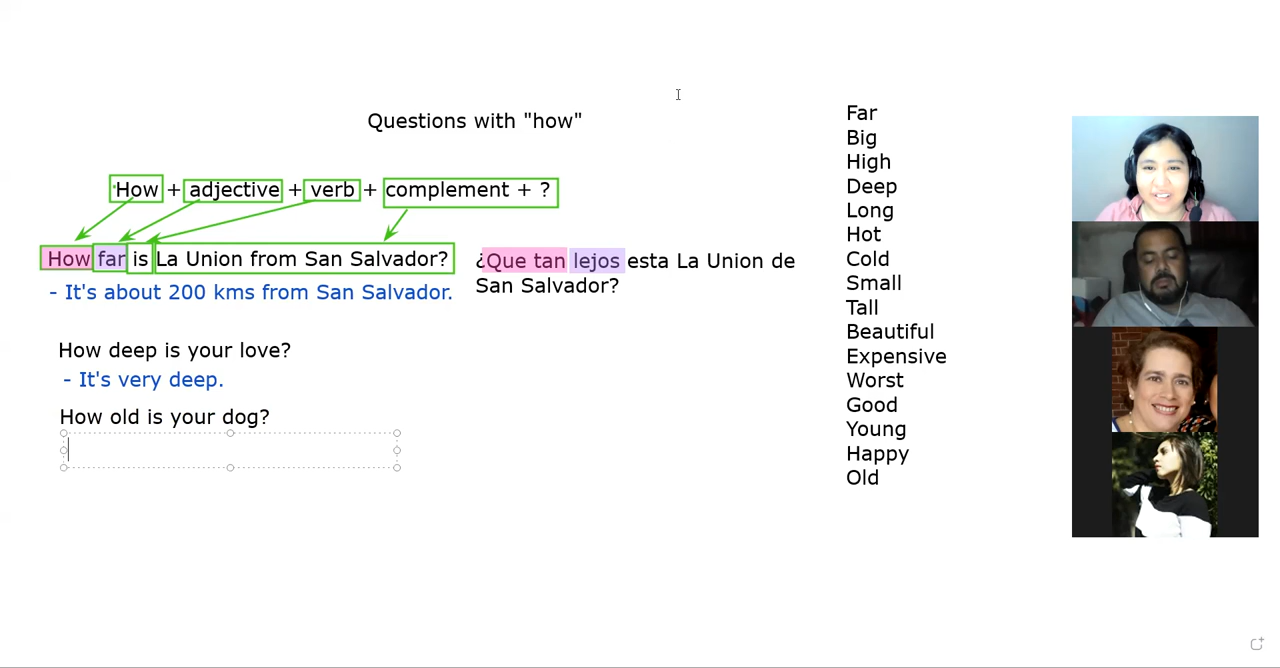 Questions with "how"
How + adjective + verb + complement + ?
How far is La Union from San Salvador?
- It's about 200 kms from San Salvador.
¿Que tan lejos esta La Union de
San Salvador?
How deep is your love?
- It's very deep.
How old is your dog?
Far
Big
High
Deep
Long
Hot
Cold
Small
Tall
Beautiful
Expensive
Worst
Good
Young
Happy
Old